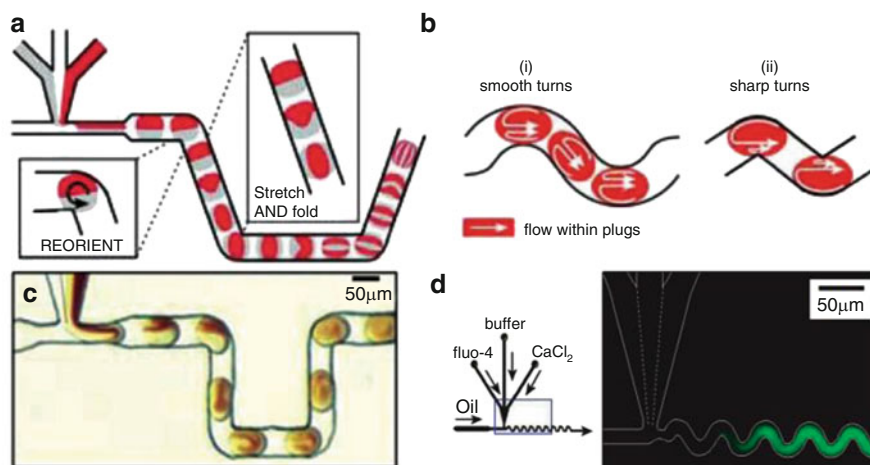 a
REORIENT
Stretch
AND fold
b
(i)
smooth turns
(ii)
sharp turns
flow within plugs
c
50μm
d
buffer
fluo-4
CaCl₂
Oil
50μm